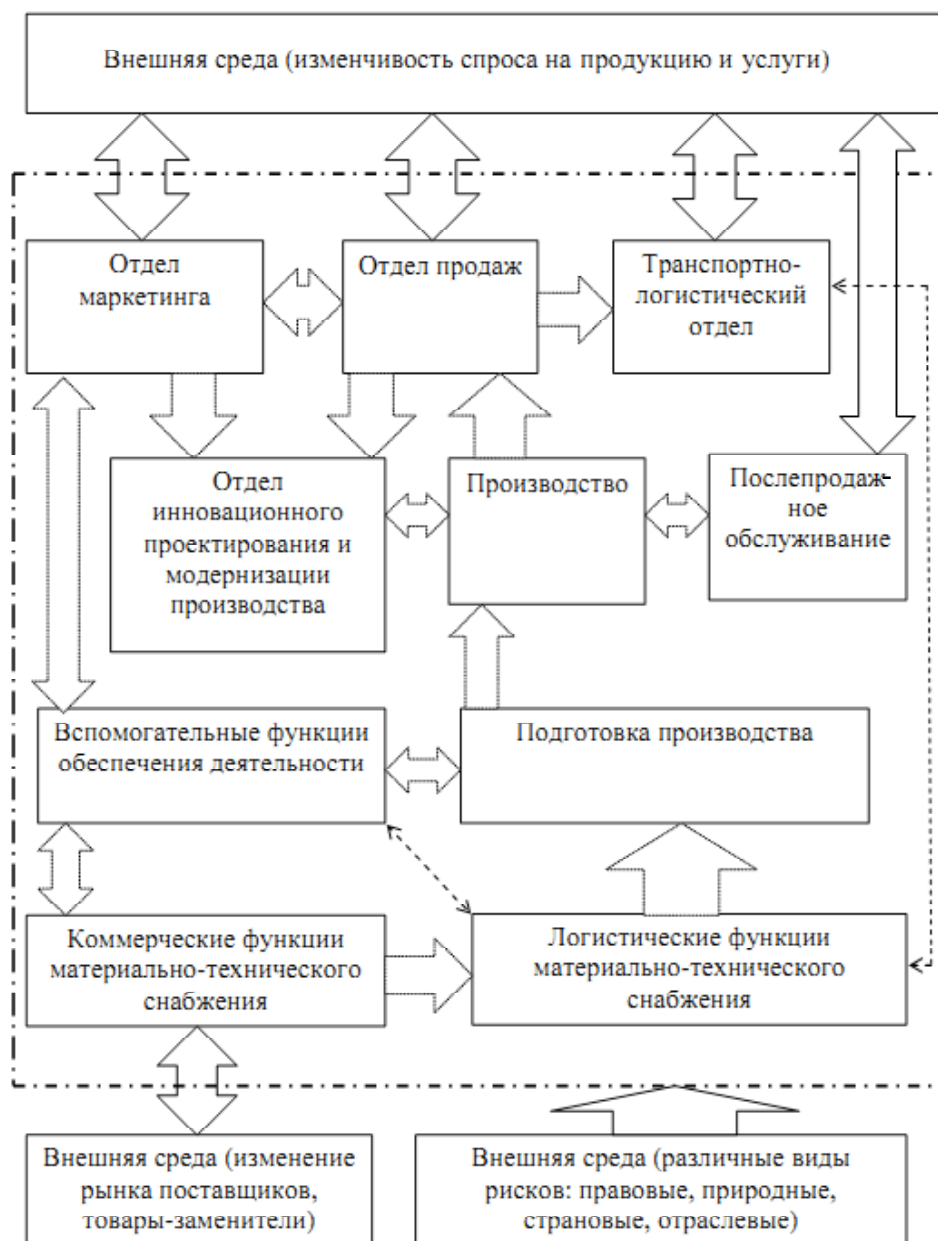 Внешняя среда (изменчивость спроса на продукцию и услуги)
Отдел
маркетинга
Отдел продаж
Транспортно-
логистический
отдел
Отдел
инновационного
проектирования и
модернизации
производства
Производство
Послепродаж-
ное
обслуживание
Вспомогательные функции
обеспечения деятельности
Подготовка производства
Коммерческие функции
материально-технического
снабжения
Логистические функции
материально-технического
снабжения
Внешняя среда (изменение
рынка поставщиков,
товары-заменители)
Внешняя среда (различные виды
рисков: правовые, природные,
страновые, отраслевые)